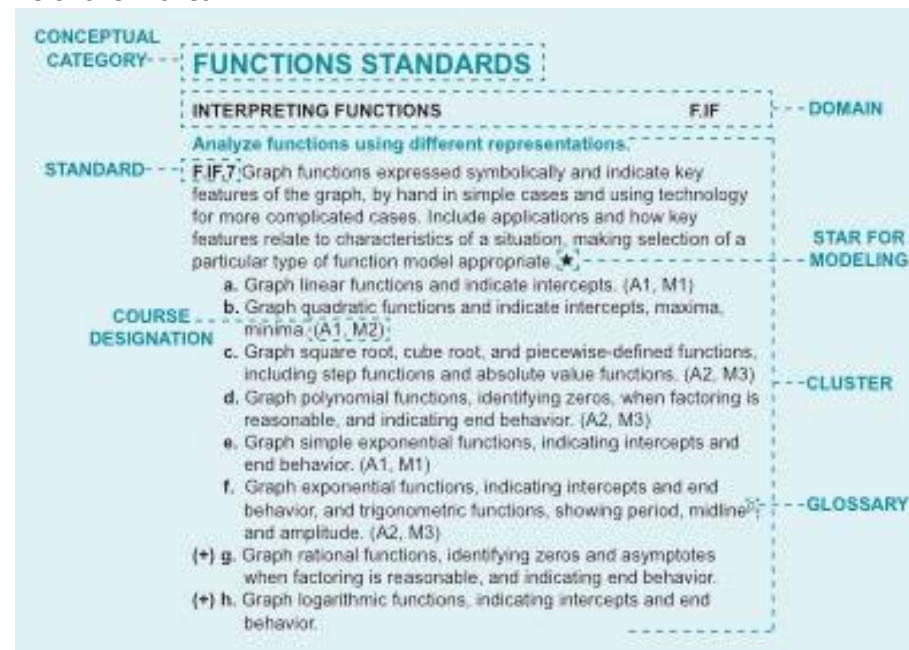 CONCEPTUAL
CATEGORY
FUNCTIONS STANDARDS
INTERPRETING FUNCTIONS F.IF
DOMAIN
Analyze functions using different representations.
STANDARD
F.IF.7 Graph functions expressed symbolically and indicate key
features of the graph, by hand in simple cases and using technology
for more complicated cases. Include applications and how key
features relate to characteristics of a situation, making selection of a
particular type of function model appropriate. ★
STAR FOR
MODELING
a. Graph linear functions and indicate intercepts. (A1, M1)
b. Graph quadratic functions and indicate intercepts, maxima,
minima. (A1, M2)
COURSE
DESIGNATION
c. Graph square root, cube root, and piecewise-defined functions,
including step functions and absolute value functions. (A2, M3)
CLUSTER
d. Graph polynomial functions, identifying zeros, when factoring is
reasonable, and indicating end behavior. (A2, M3)
e. Graph simple exponential functions, indicating intercepts and
end behavior. (A1, M1)
f. Graph exponential functions, indicating intercepts and end
behavior, and trigonometric functions, showing period, midline
and amplitude. (A2, M3)
GLOSSARY
(+) g. Graph rational functions, identifying zeros and asymptotes
when factoring is reasonable, and indicating end behavior.
(+) h. Graph logarithmic functions, indicating intercepts and end
behavior.